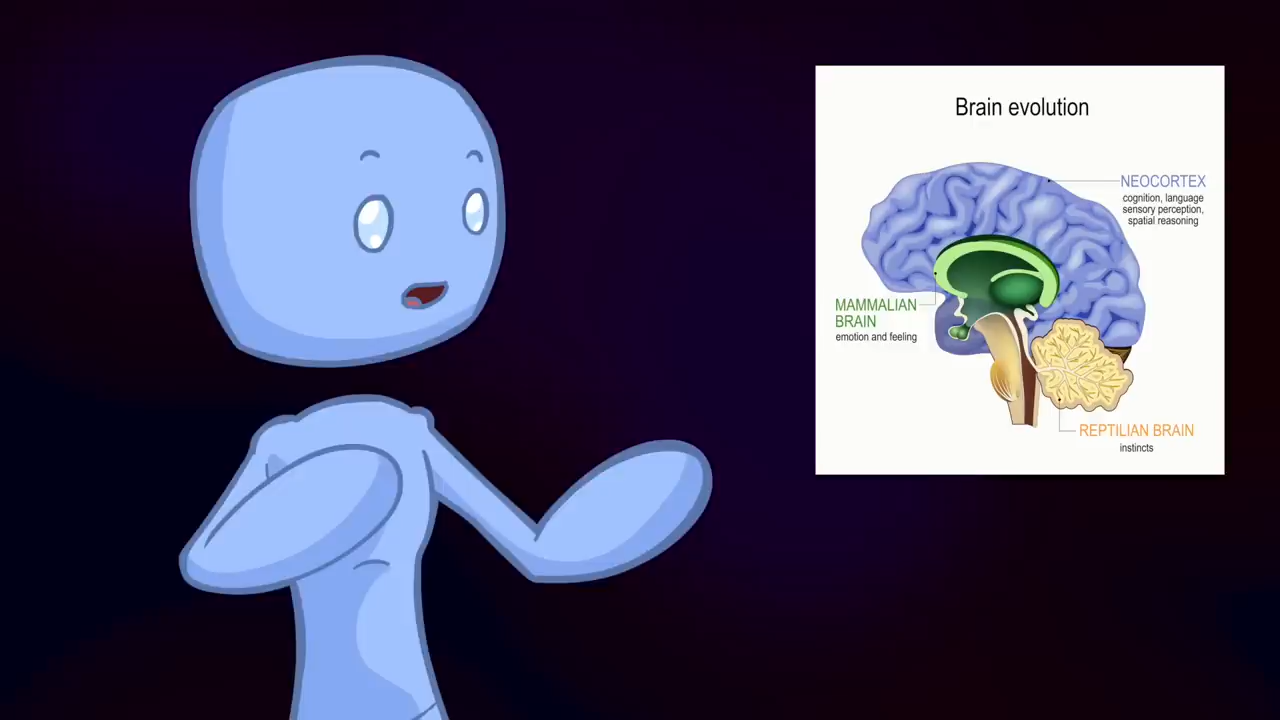 Brain evolution
NEOCORTEX
cognition, language
sensory perception,
spatial reasoning
MAMMALIAN
BRAIN
emotion and feeling
REPTILIAN BRAIN
instincts